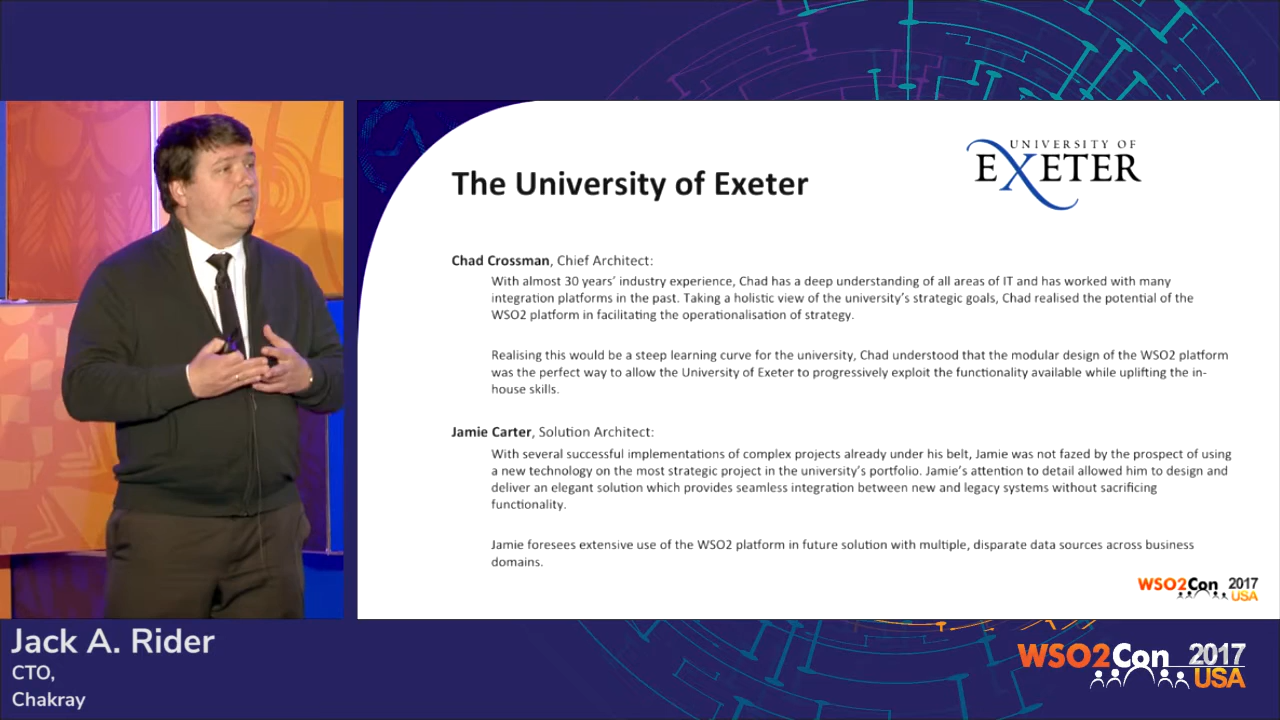 UNIVERSITY OF
EXETER
The University of Exeter
Chad Crossman, Chief Architect:
With almost 30 years' industry experience, Chad has a deep understanding of all areas of IT and has worked with many
integration platforms in the past. Taking a holistic view of the university's strategic goals, Chad realised the potential of the
WSO2 platform in facilitating the operationalisation of strategy.
Realising this would be a steep learning curve for the university, Chad understood that the modular design of the WSO2 platform
was the perfect way to allow the University of Exeter to progressively exploit the functionality available while uplifting the in-
house skills.
Jamie Carter, Solution Architect:
With several successful implementations of complex projects already under his belt, Jamie was not fazed by the prospect of using
a new technology on the most strategic project in the university's portfolio. Jamie's attention to detail allowed him to design and
deliver an elegant solution which provides seamless integration between new and legacy systems without sacrificing
functionality.
Jamie foresees extensive use of the WSO2 platform in future solution with multiple, disparate data sources across business
domains.
WSO2Con 2017
USA
Jack A. Rider
CTO,
Chakray
WSO2Con 2017
USA